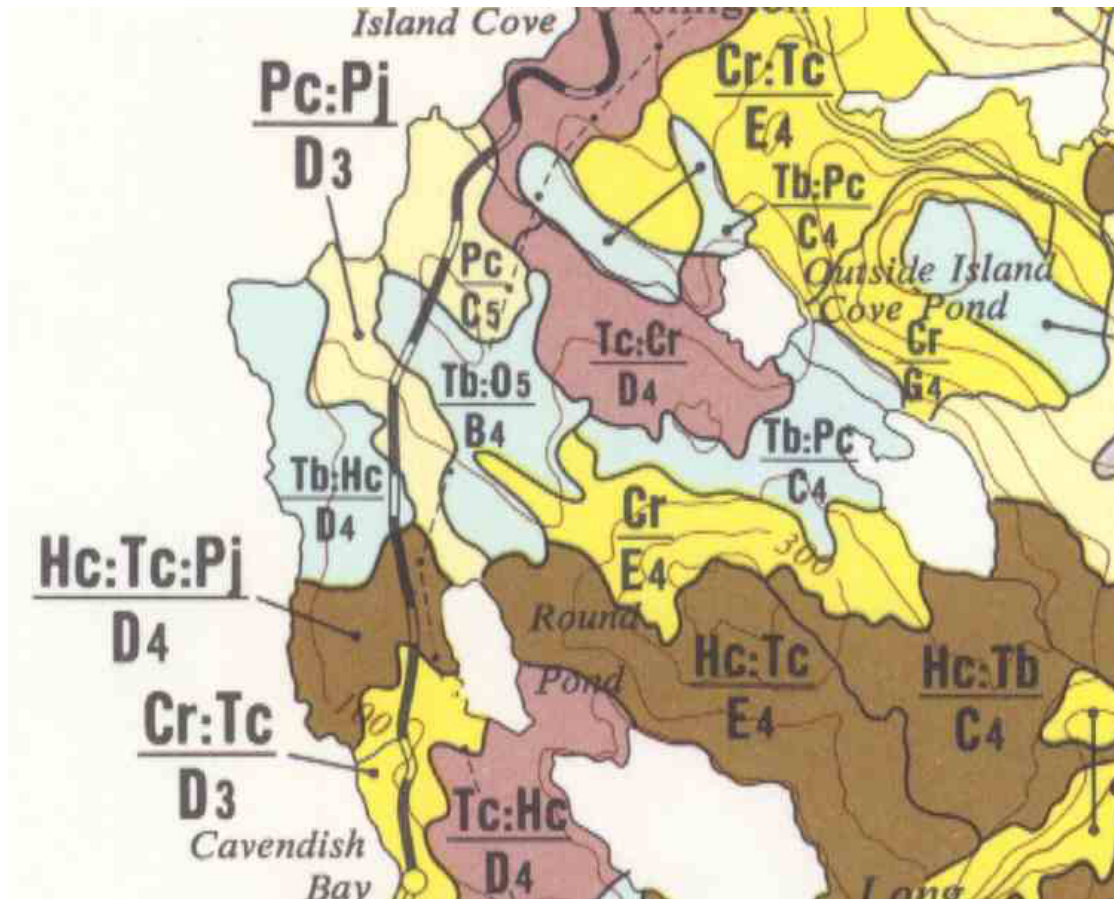 Island Cove
Pc:Pj
D3
Cr:Tc
E4
Tb:Pc
C4
Outside Island
Cove Pond
Pc
C5
Tc:Cr
D4
Cr
G4
Tb:O5
B4
Tb:Pc
C4
Tb:Hc
D4
Cr
E4
300
Hc:Tc:Pj
D4
Round
Pond
Hc:Tc
E4
Hc:Tb
C4
Cr:Tc
D3
Tc:Hc
D4
Cavendish
Bay
Long